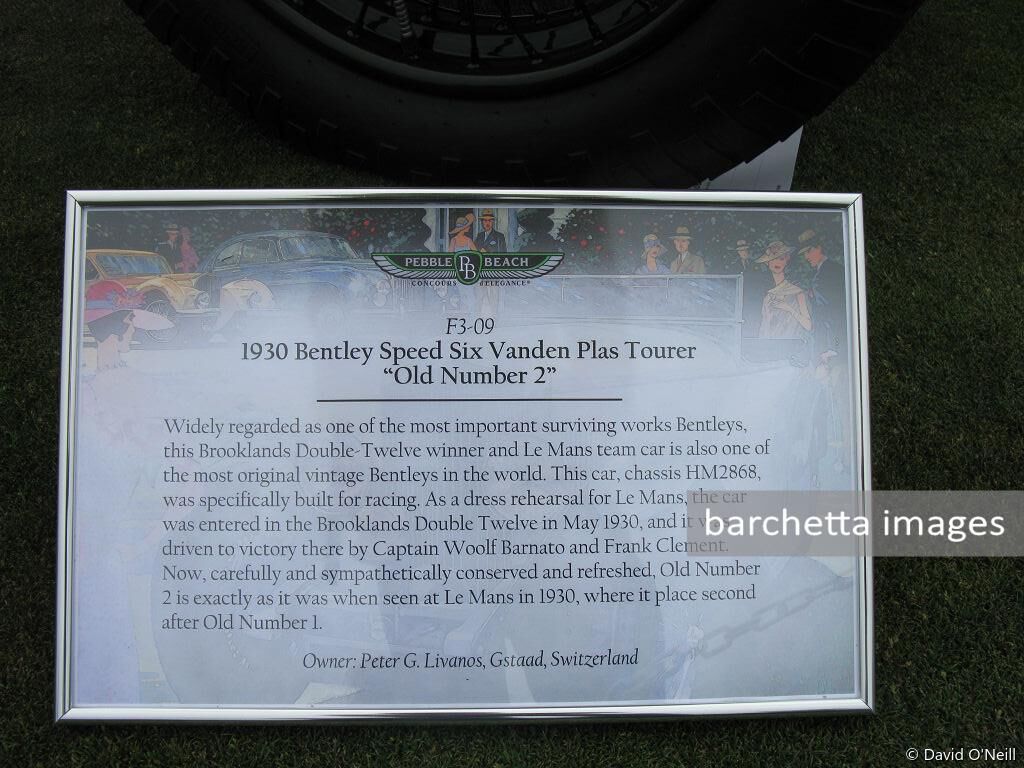 PEBBLE PB BEACH
CONCOURS d'ELEGANCE®
F3-09
1930 Bentley Speed Six Vanden Plas Tourer
“Old Number 2”
Widely regarded as one of the most important surviving works Bentleys,
this Brooklands Double-Twelve winner and Le Mans team car is also one of
the most original vintage Bentleys in the world. This car, chassis HM2868,
was specifically built for racing. As a dress rehearsal for Le Mans, the car
was entered in the Brooklands Double Twelve in May 1930, and it
driven to victory there by Captain Woolf Barnato and Frank Clement.
Now, carefully and sympathetically conserved and refreshed, Old Number
2 is exactly as it was when seen at Le Mans in 1930, where it place second
after Old Number 1.
Owner: Peter G. Livanos, Gstaad, Switzerland
barchetta images
© David O'Neill